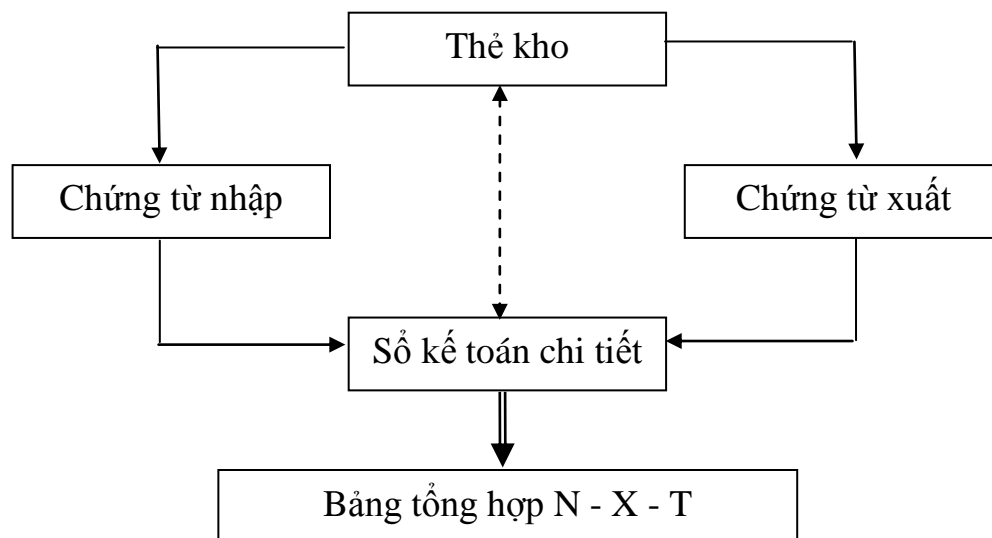 Thẻ kho
Chứng từ nhập
Chứng từ xuất
Sổ kế toán chi tiết
Bảng tổng hợp N - X - T